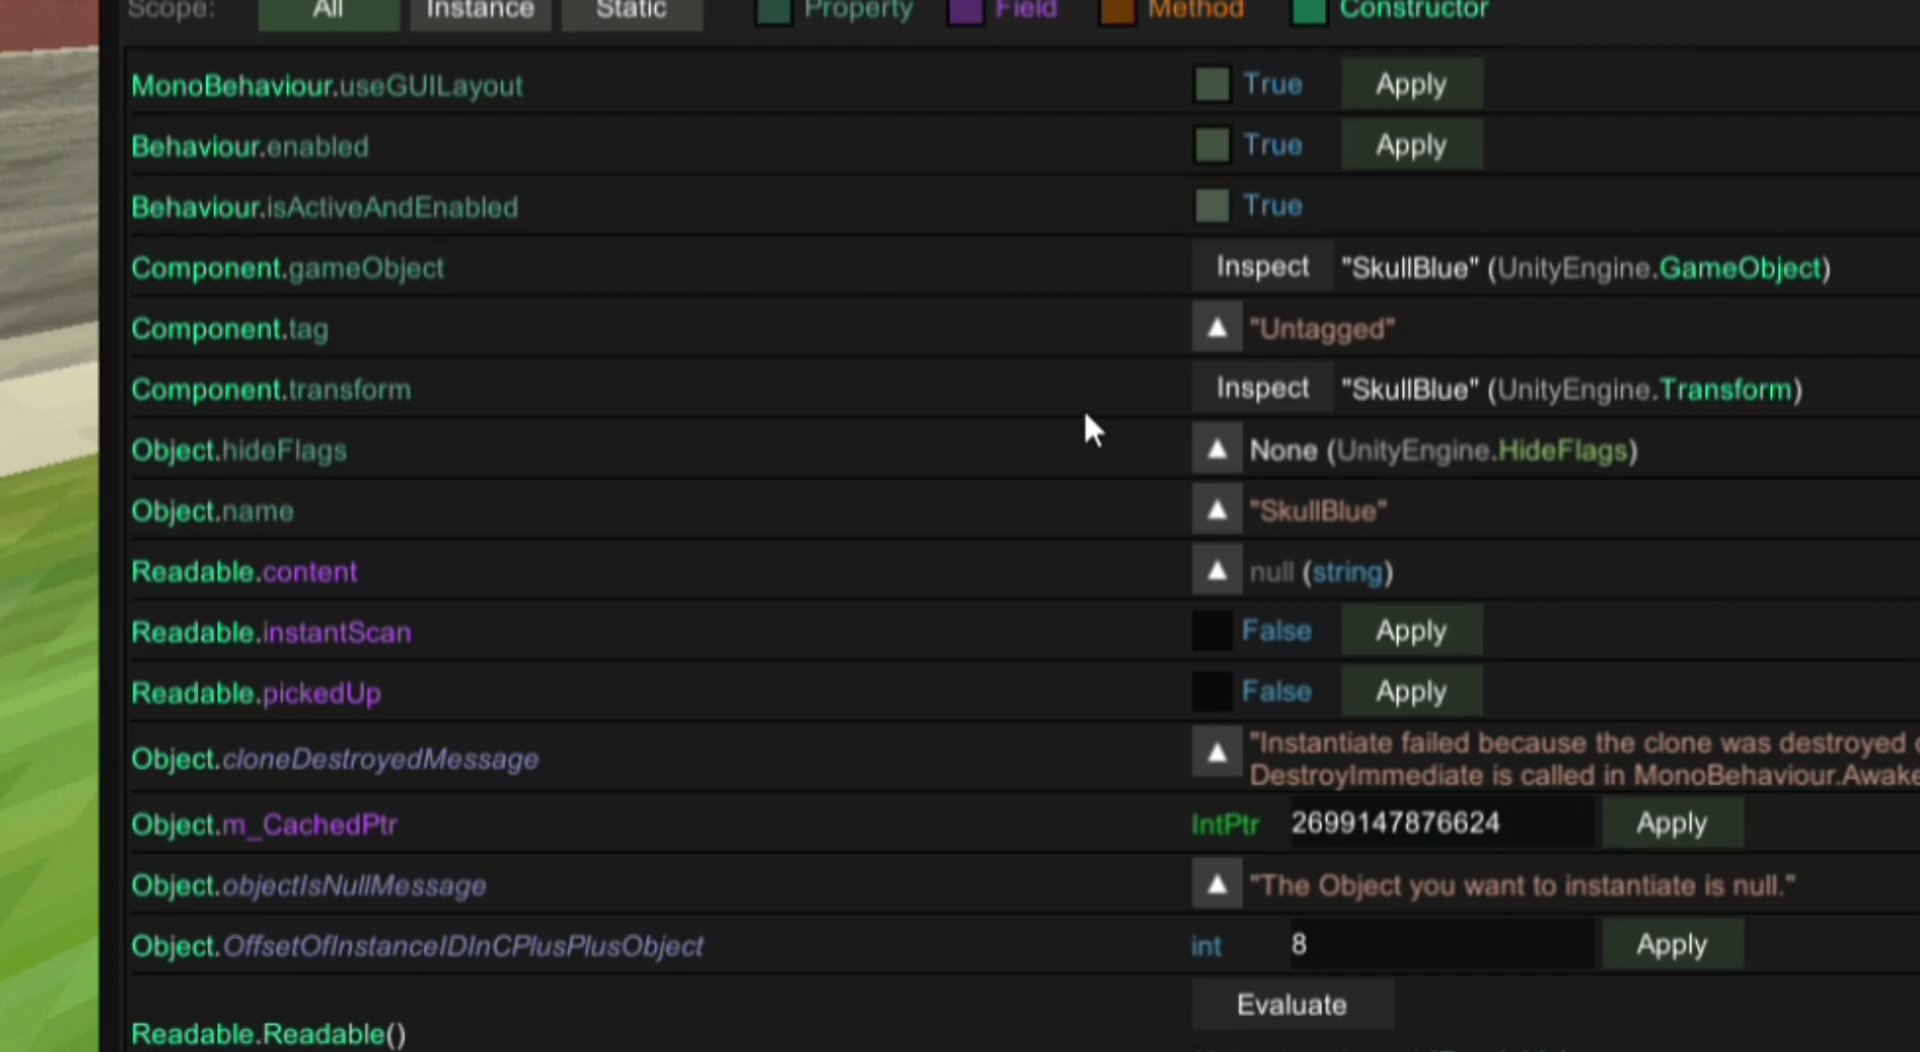 Scope: All Instance Static Property Field Method Constructor
MonoBehaviour.useGUILayout True Apply
Behaviour.enabled True Apply
Behaviour.isActiveAndEnabled True
Component.gameObject Inspect "SkullBlue" (UnityEngine.GameObject)
Component.tag ▲ "Untagged"
Component.transform Inspect "SkullBlue" (UnityEngine.Transform)
Object.hideFlags ▲ None (UnityEngine.HideFlags)
Object.name ▲ "SkullBlue"
Readable.content ▲ null (string)
Readable.instantScan False Apply
Readable.pickedUp False Apply
Object.cloneDestroyedMessage ▲ "Instantiate failed because the clone was destroyed
DestroyImmediate is called in MonoBehaviour.Awake
Object.m_CachedPtr IntPtr 2699147876624 Apply
Object.objectIsNullMessage ▲ "The Object you want to instantiate is null."
Object.OffsetOfInstanceIDInCPlusPlusObject int 8 Apply
Evaluate
Readable.Readable()